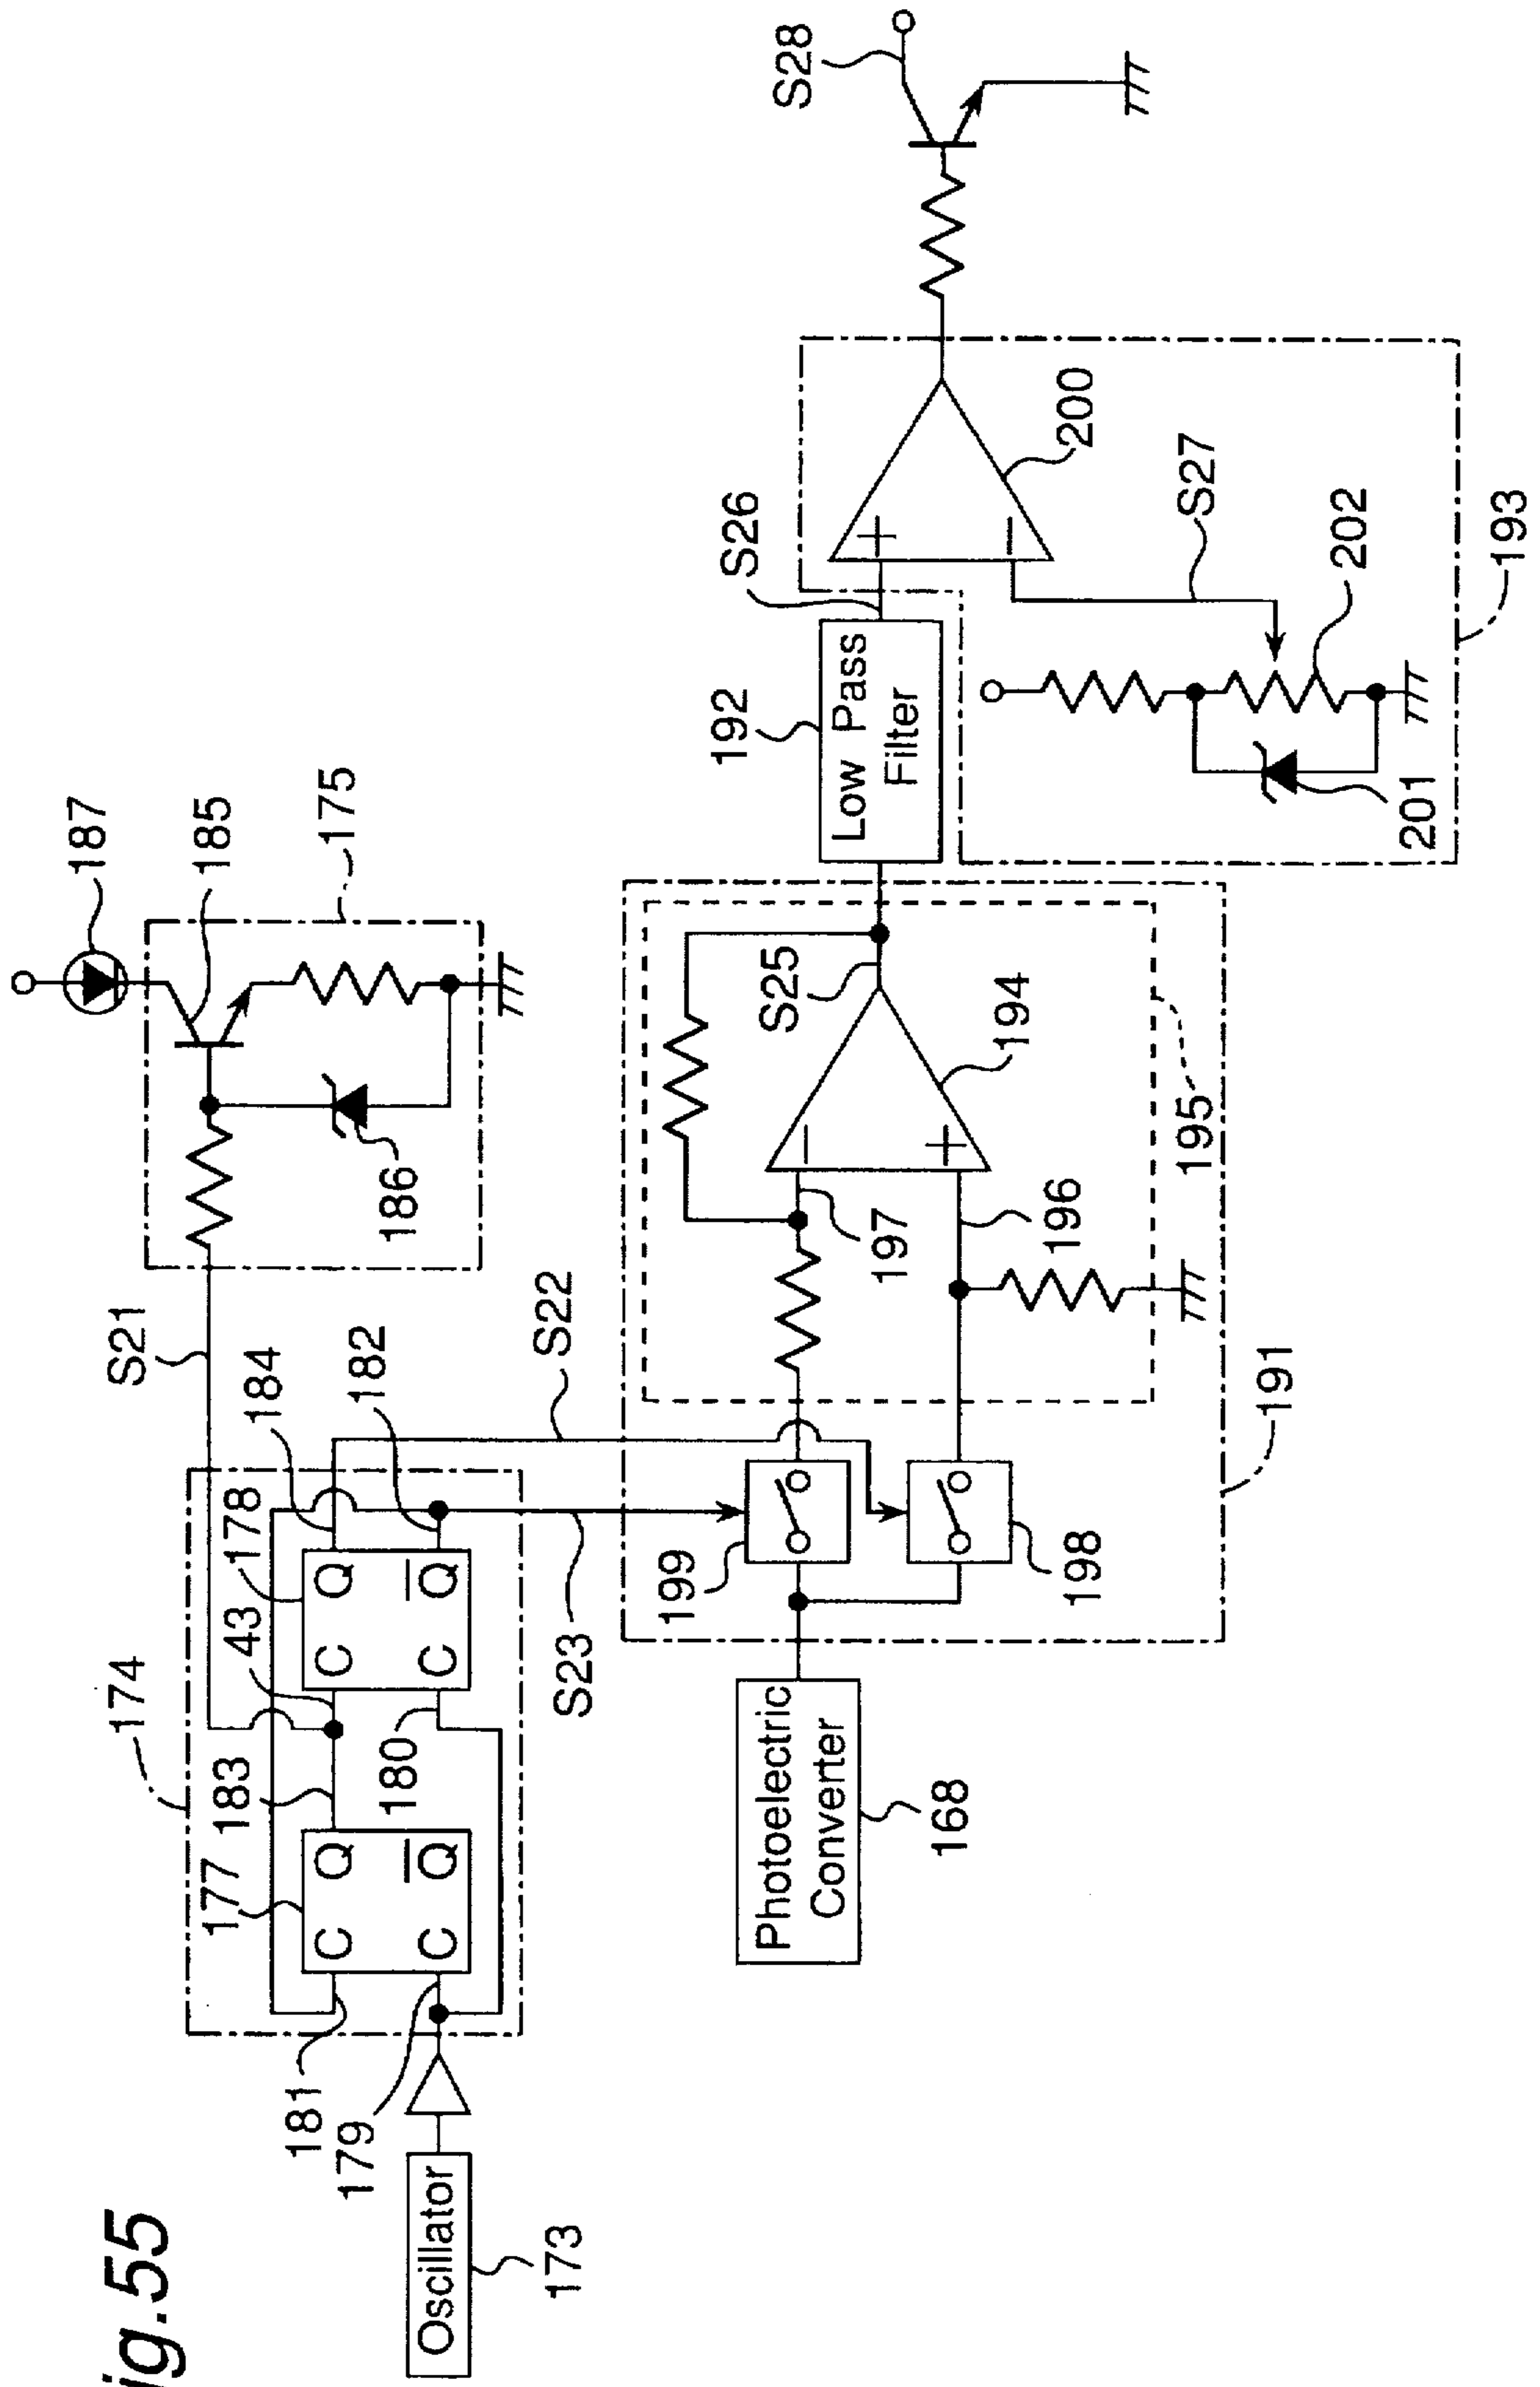 ig.55
Oscillator
173
179
181
174
177
C
Q
C
Q
183
43
180
178
C
Q
C
Q
184
182
S21
S22
S23
187
185
175
186
Photoelectric
Converter
168
199
198
191
197
196
194
195
S25
192
Low Pass
Filter
S26
200
S27
202
201
193
S28